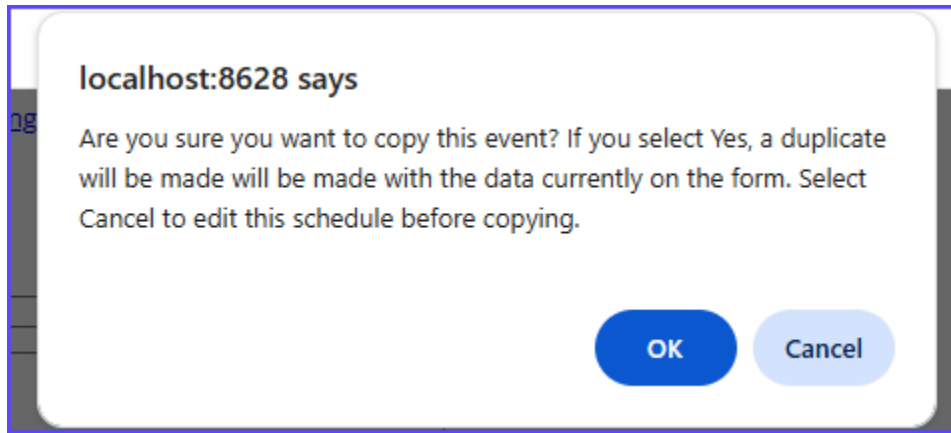 localhost:8628 says
ng
Are you sure you want to copy this event? If you select Yes, a duplicate
will be made will be made with the data currently on the form. Select
Cancel to edit this schedule before copying.
OK
Cancel